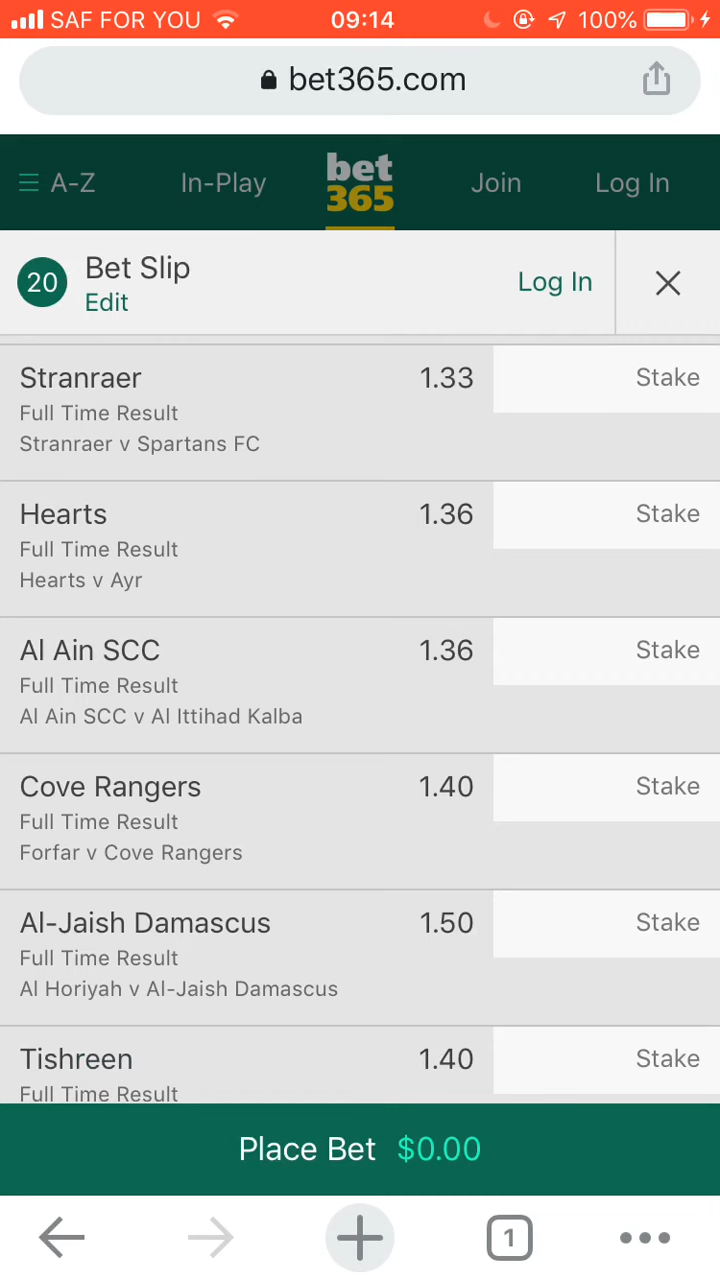 SAF FOR YOU 09:14 100%
bet365.com
A-Z In-Play bet365 Join Log In
20 Bet Slip Log In
Edit
Stranraer 1.33 Stake
Full Time Result
Stranraer v Spartans FC
Hearts 1.36 Stake
Full Time Result
Hearts v Ayr
Al Ain SCC 1.36 Stake
Full Time Result
Al Ain SCC v Al Ittihad Kalba
Cove Rangers 1.40 Stake
Full Time Result
Forfar v Cove Rangers
Al-Jaish Damascus 1.50 Stake
Full Time Result
Al Horiyah v Al-Jaish Damascus
Tishreen 1.40 Stake
Full Time Result
Place Bet $0.00
1